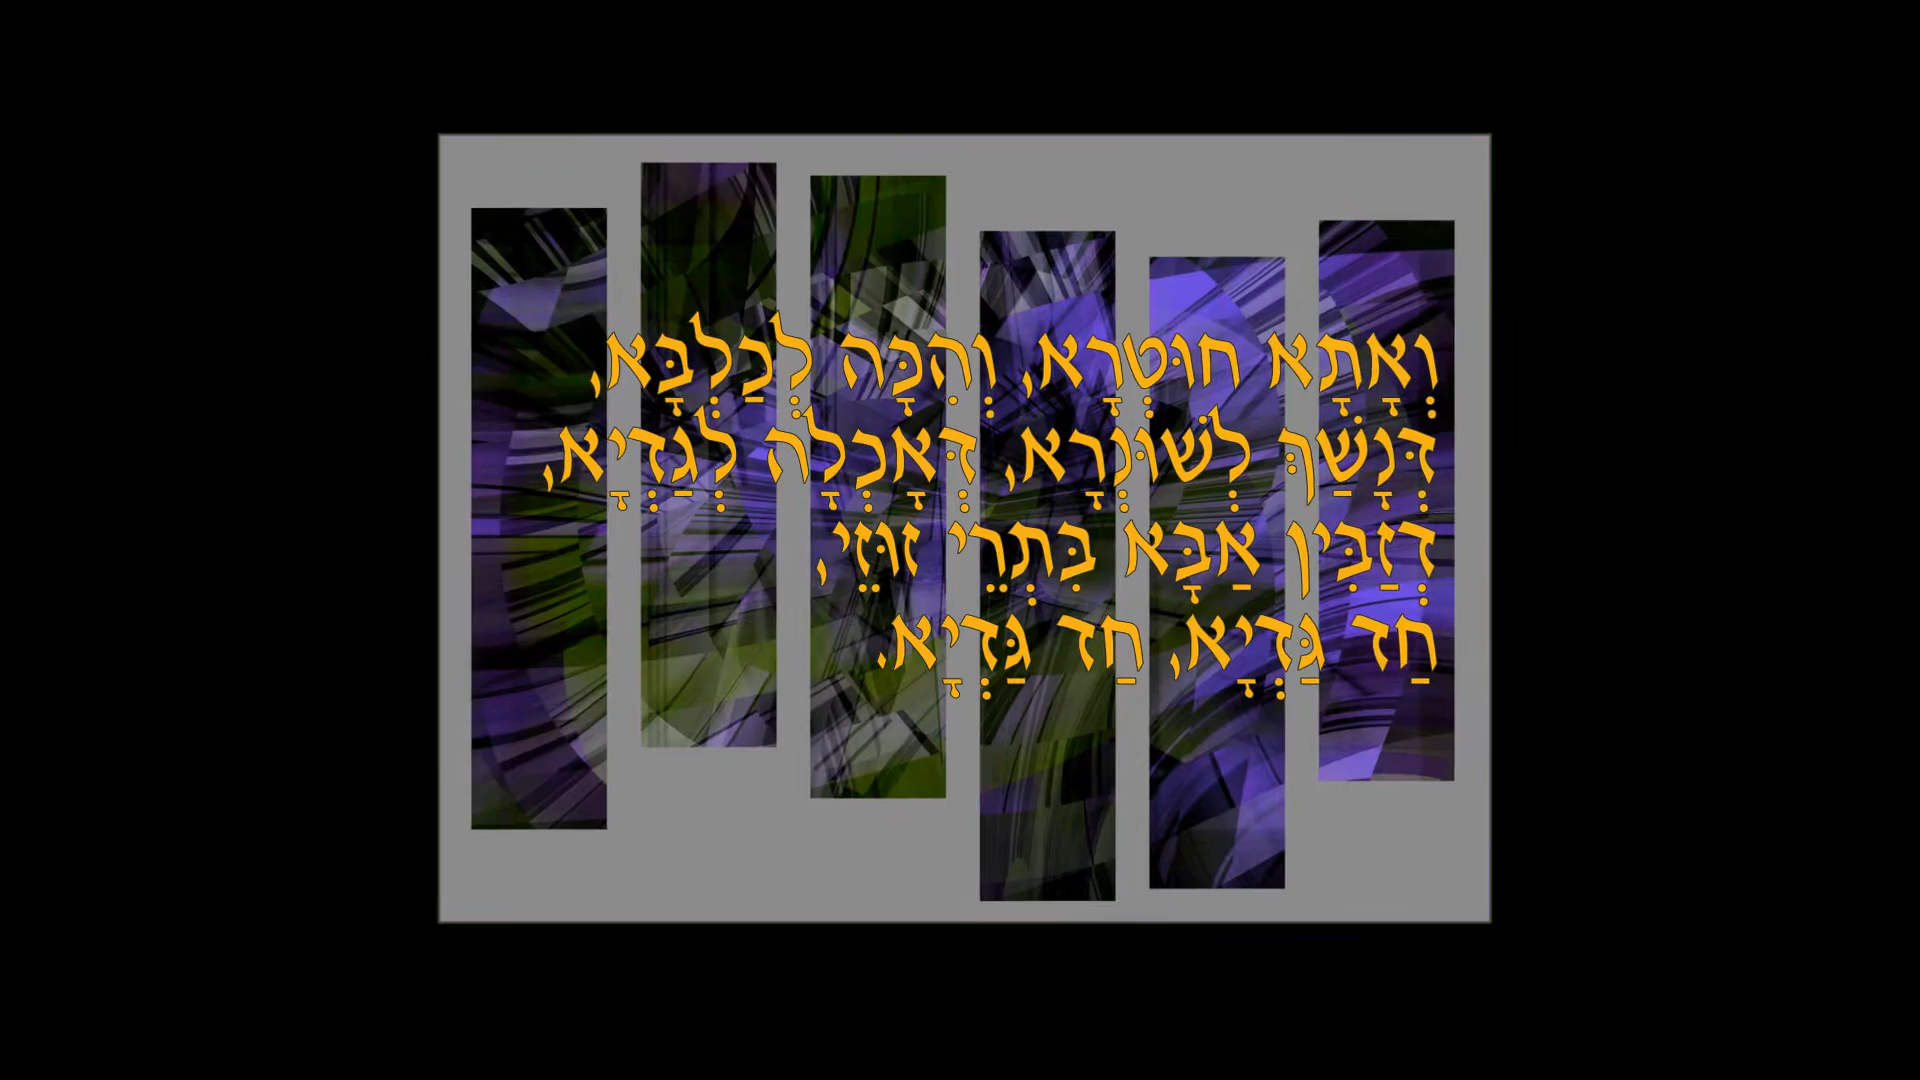 וְאָתָא חוּטְרָא, וְהִכָּה לְכַלְבָּא,
דְּנָשַׁךְ לְשׁוּנְרָא, דְּאָכְלָה לְגַדְיָא,
דְּזַבִּין אַבָּא בִּתְרֵי זוּזֵי,
חַד גַּדְיָא, חַד גַּדְיָא.